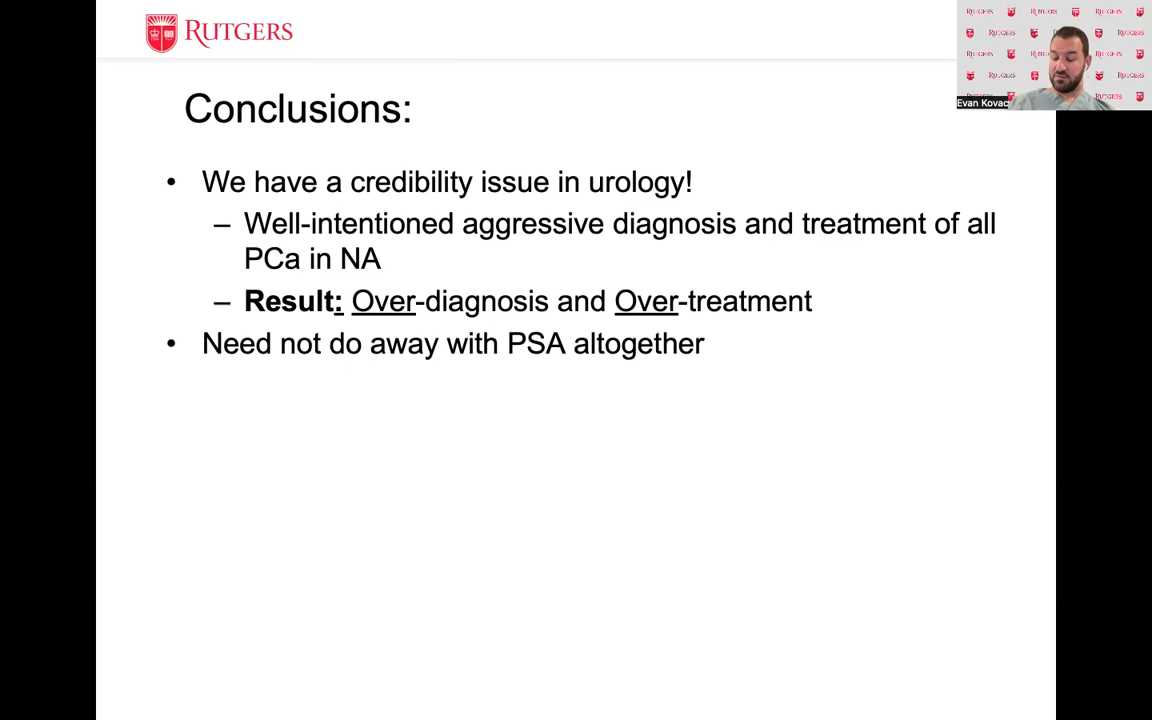 RUTGERS
Evan Kovac
Conclusions:
• We have a credibility issue in urology!
– Well-intentioned aggressive diagnosis and treatment of all
PCa in NA
– Result: Over-diagnosis and Over-treatment
• Need not do away with PSA altogether